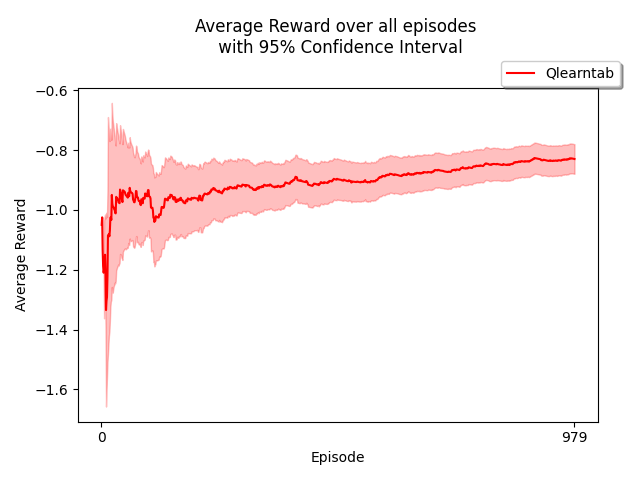 Average Reward over all episodes
with 95% Confidence Interval
Qlearntab
−0.6
−0.8
−1.0
−1.2
−1.4
−1.6
Average Reward
0
979
Episode